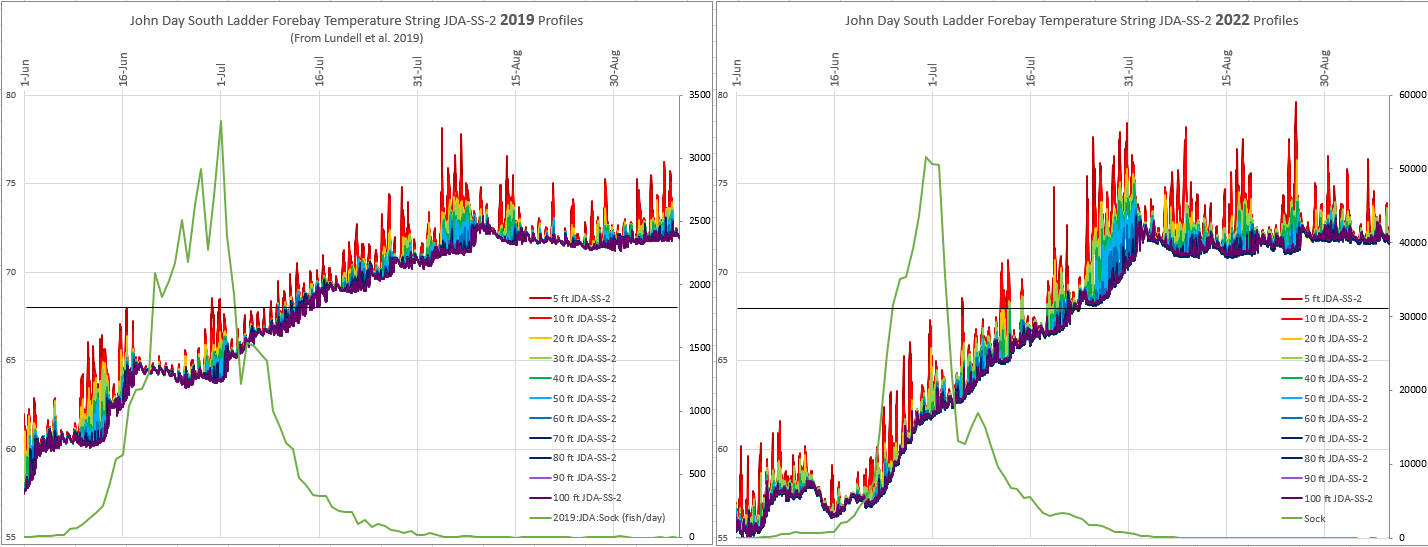 John Day South Ladder Forebay Temperature String JDA-SS-2 2019 Profiles
(From Lundell et al. 2019)
1-Jun
16-Jun
1-Jul
16-Jul
31-Jul
15-Aug
30-Aug
80
75
70
65
60
55
3500
3000
2500
2000
1500
1000
500
0
5 ft JDA-SS-2
10 ft JDA-SS-2
20 ft JDA-SS-2
30 ft JDA-SS-2
40 ft JDA-SS-2
50 ft JDA-SS-2
60 ft JDA-SS-2
70 ft JDA-SS-2
80 ft JDA-SS-2
90 ft JDA-SS-2
100 ft JDA-SS-2
2019:JDA:Sock (fish/day)
John Day South Ladder Forebay Temperature String JDA-SS-2 2022 Profiles
1-Jun
16-Jun
1-Jul
16-Jul
31-Jul
15-Aug
30-Aug
80
75
70
65
60
55
60000
50000
40000
30000
20000
10000
0
5 ft JDA-SS-2
10 ft JDA-SS-2
20 ft JDA-SS-2
30 ft JDA-SS-2
40 ft JDA-SS-2
50 ft JDA-SS-2
60 ft JDA-SS-2
70 ft JDA-SS-2
80 ft JDA-SS-2
90 ft JDA-SS-2
100 ft JDA-SS-2
Sock